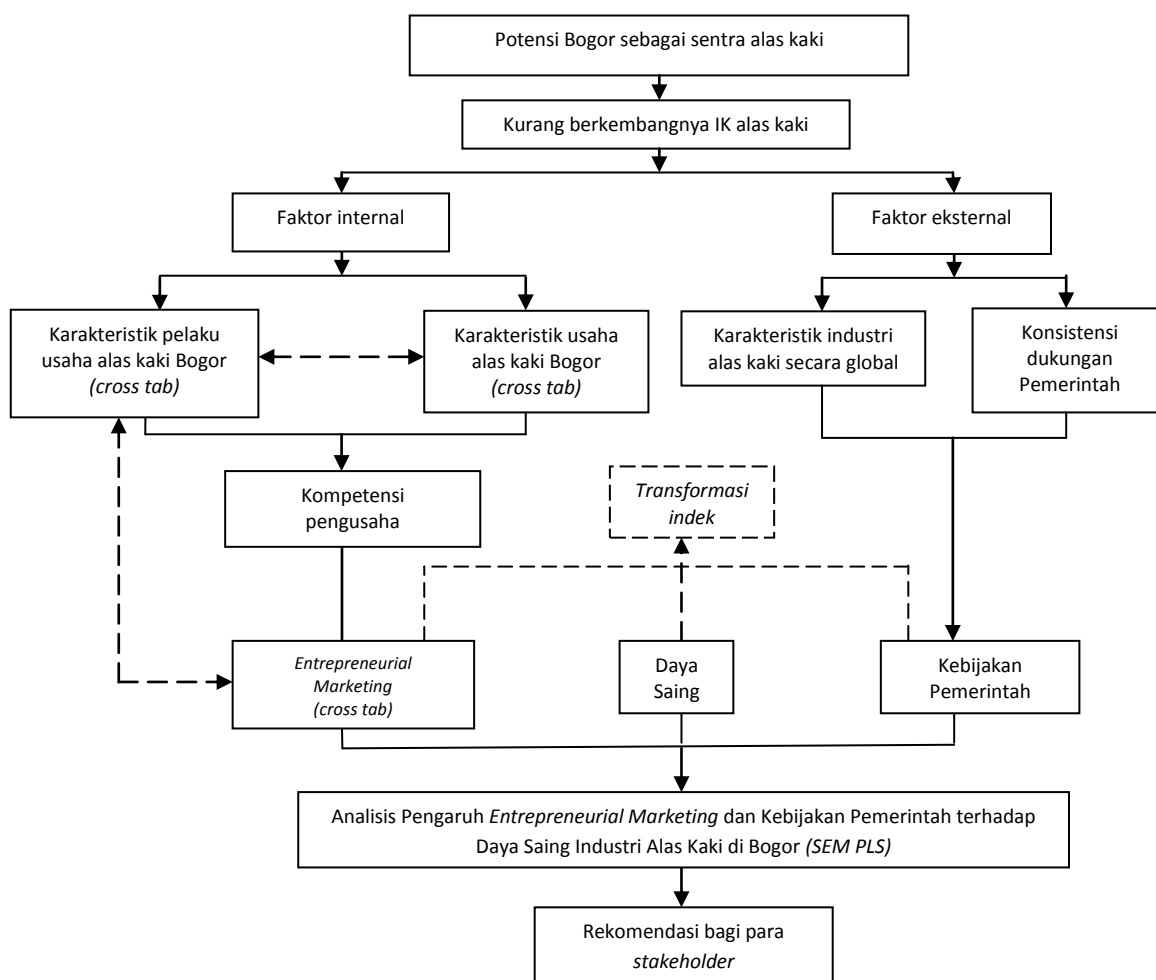 Potensi Bogor sebagai sentra alas kaki
Kurang berkembangnya IK alas kaki
Faktor internal
Faktor eksternal
Karakteristik pelaku
usaha alas kaki Bogor
(cross tab)
Karakteristik usaha
alas kaki Bogor
(cross tab)
Karakteristik industri
alas kaki secara global
Konsistensi
dukungan
Pemerintah
Kompetensi
pengusaha
Transformasi
indek
Entrepreneurial
Marketing
(cross tab)
Daya
Saing
Kebijakan
Pemerintah
Analisis Pengaruh Entrepreneurial Marketing dan Kebijakan Pemerintah terhadap
Daya Saing Industri Alas Kaki di Bogor (SEM PLS)
Rekomendasi bagi para
stakeholder